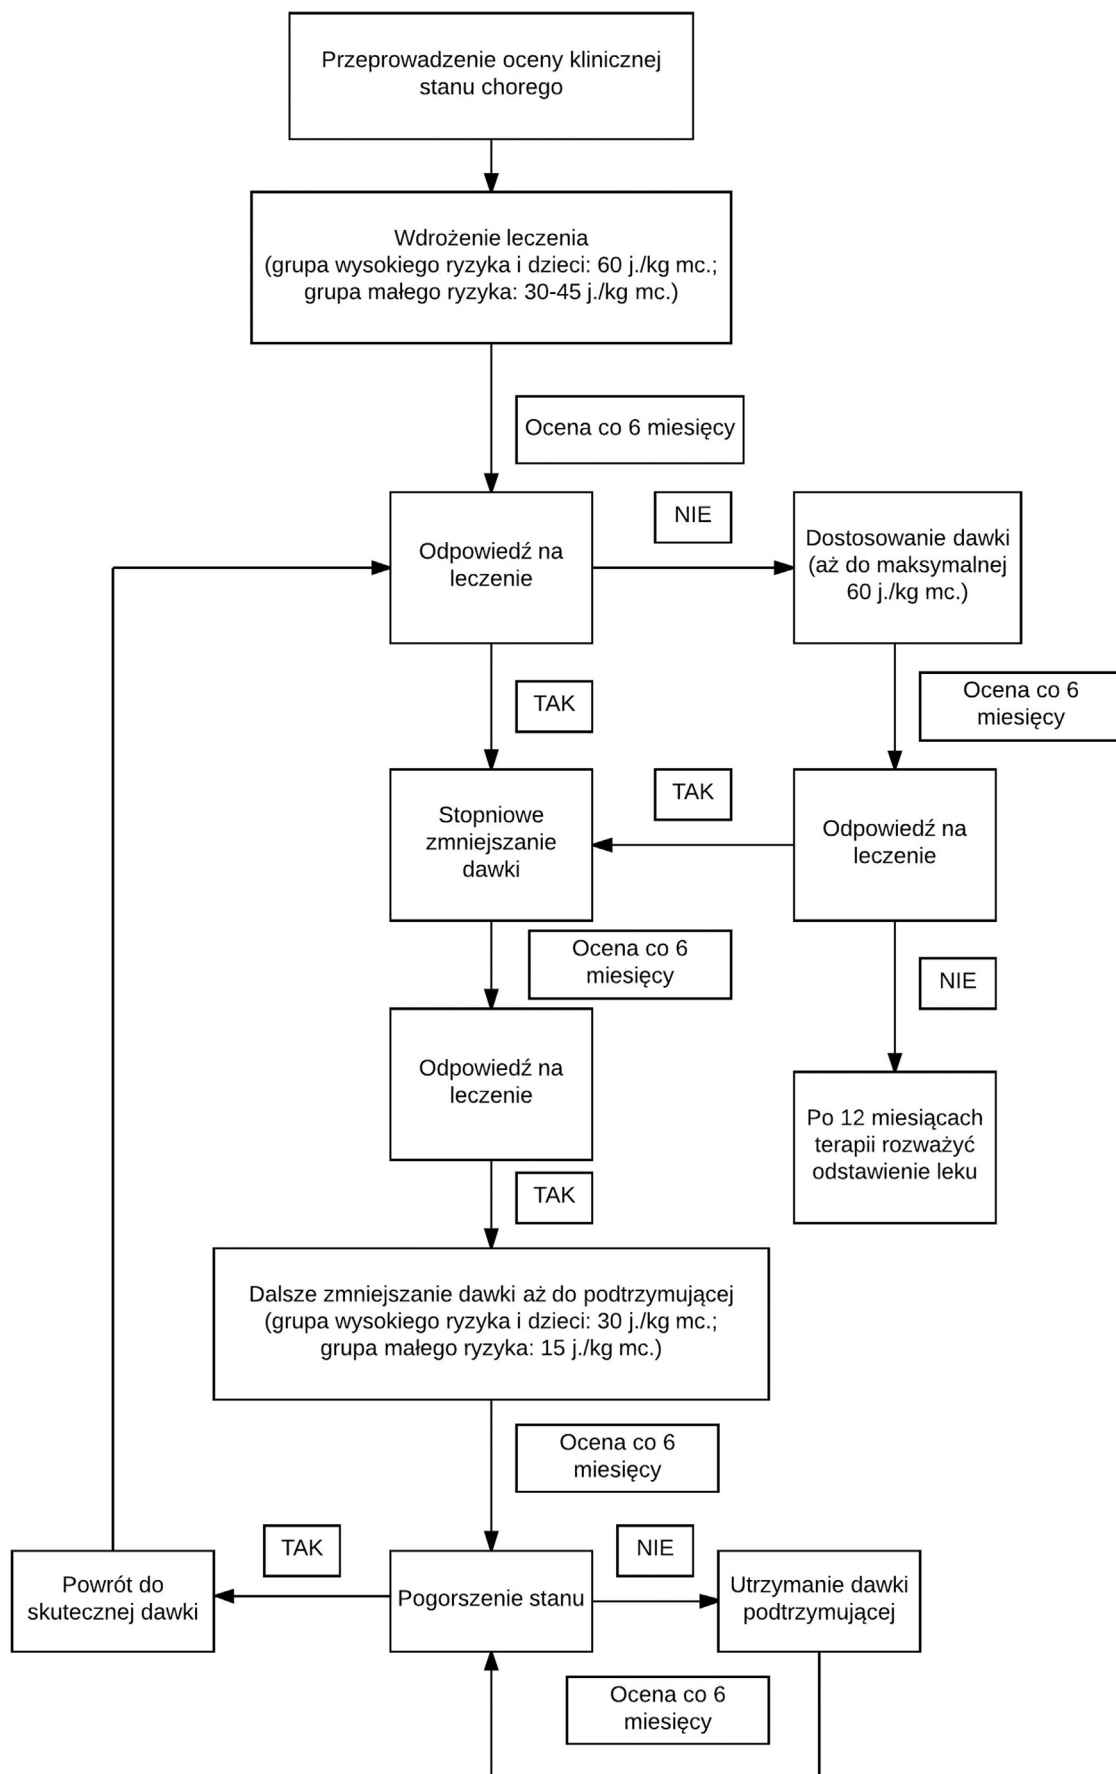 Przeprowadzenie oceny klinicznej
stanu chorego
Wdrożenie leczenia
(grupa wysokiego ryzyka i dzieci: 60 j./kg mc.;
grupa małego ryzyka: 30-45 j./kg mc.)
Ocena co 6 miesięcy
Odpowiedź na
leczenie
NIE
Dostosowanie dawki
(aż do maksymalnej
60 j./kg mc.)
TAK
Ocena co 6
miesięcy
Stopniowe
zmniejszanie
dawki
TAK
Odpowiedź na
leczenie
Ocena co 6
miesięcy
NIE
Odpowiedź na
leczenie
Po 12 miesiącach
terapii rozważyć
odstawienie leku
TAK
Dalsze zmniejszanie dawki aż do podtrzymującej
(grupa wysokiego ryzyka i dzieci: 30 j./kg mc.;
grupa małego ryzyka: 15 j./kg mc.)
Ocena co 6
miesięcy
TAK
NIE
Powrót do
skutecznej dawki
Pogorszenie stanu
Utrzymanie dawki
podtrzymującej
Ocena co 6
miesięcy